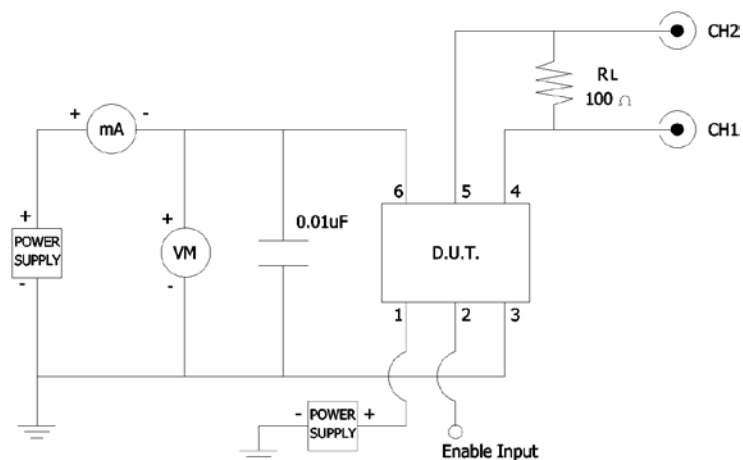 CH2
RL
100 Ω
CH1
+ mA -
6 5 4
+
POWER
SUPPLY
-
+
VM
-
0.01uF
D.U.T.
1 2 3
- POWER
SUPPLY +
Enable Input